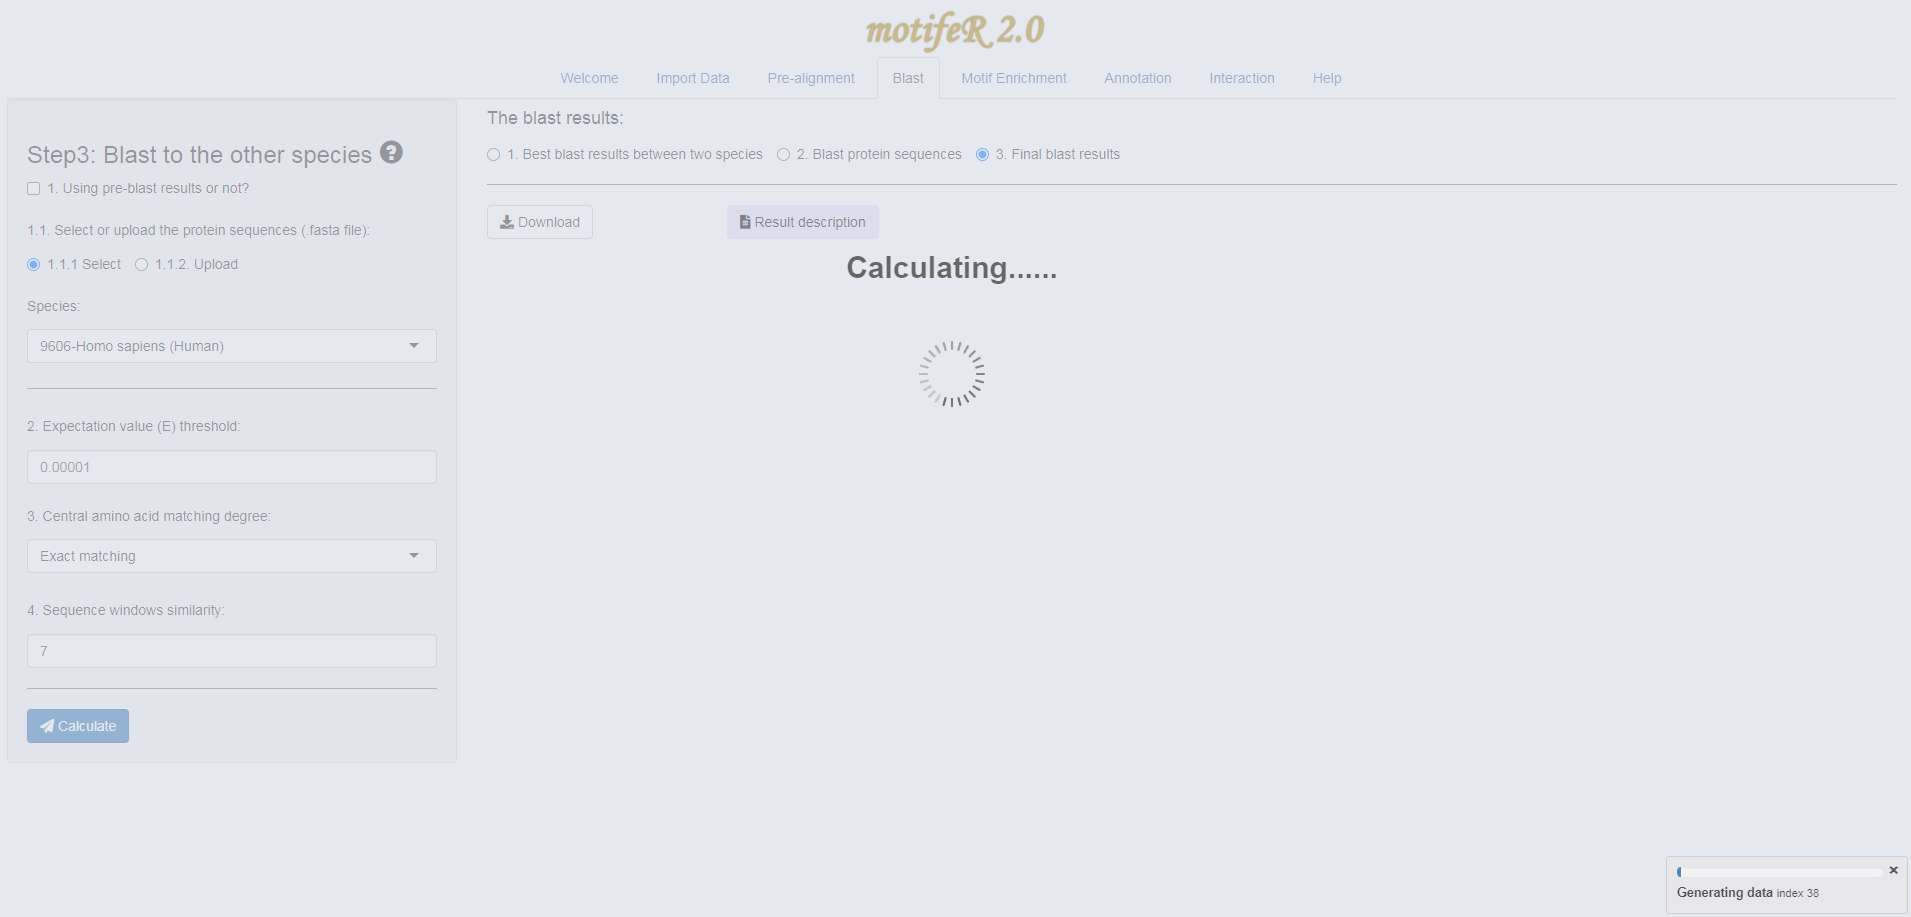 motifeR 2.0
Welcome Import Data Pre-alignment Blast Motif Enrichment Annotation Interaction Help
Step3: Blast to the other species ?
1. Using pre-blast results or not?
1.1. Select or upload the protein sequences (.fasta file):
1.1.1 Select 1.1.2. Upload
Species:
9606-Homo sapiens (Human)
2. Expectation value (E) threshold:
0.00001
3. Central amino acid matching degree:
Exact matching
4. Sequence windows similarity:
7
Calculate
The blast results:
1. Best blast results between two species 2. Blast protein sequences 3. Final blast results
Download Result description
Calculating......
Generating data index 38